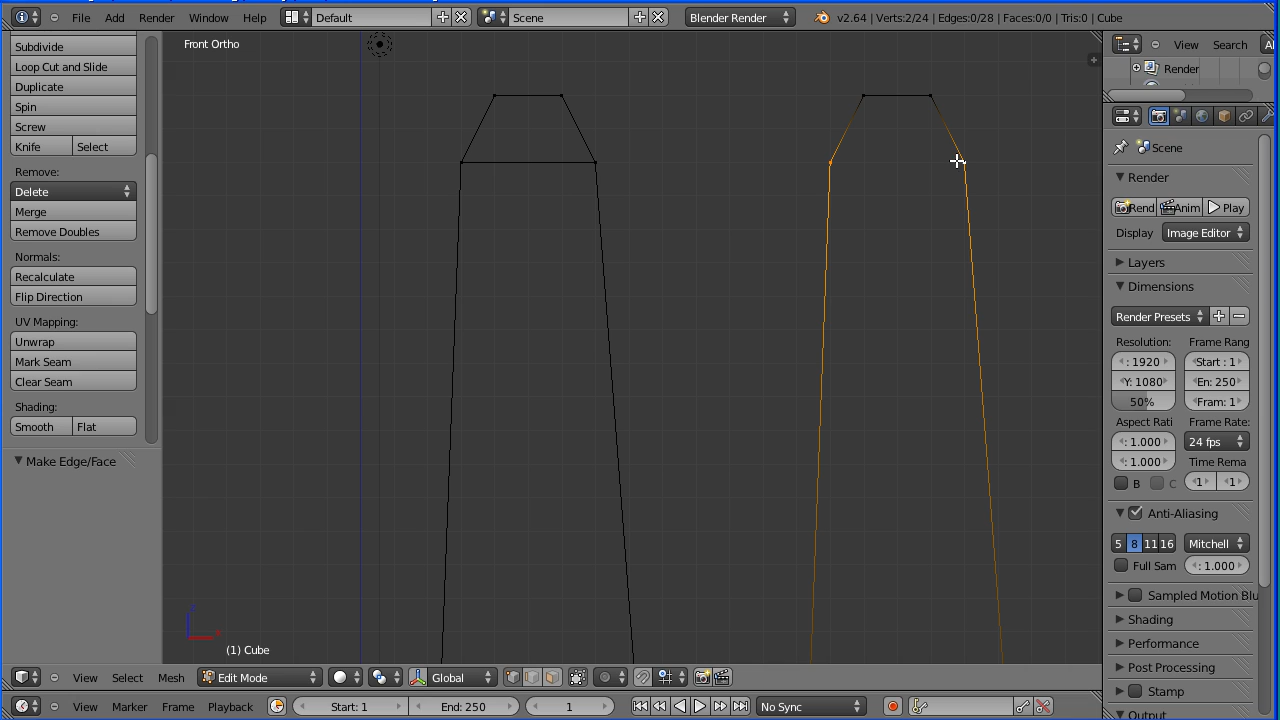 File Add Render Window Help Default Scene Blender Render v2.64 | Verts:2/24 | Edges:0/28 | Faces:0/0 | Tris:0 | Cube
Subdivide
Loop Cut and Slide
Duplicate
Spin
Screw
Knife Select
Remove:
Delete
Merge
Remove Doubles
Normals:
Recalculate
Flip Direction
UV Mapping:
Unwrap
Mark Seam
Clear Seam
Shading:
Smooth Flat
Make Edge/Face
Front Ortho
(1) Cube
View Search Al
Render
Scene
Render
Rend Anim Play
Display Image Editor
Layers
Dimensions
Render Presets
Resolution: Frame Rang
: 1920 Start : 1
Y: 1080 En: 250
50% Fram: 1
Aspect Rati Frame Rate:
: 1.000 24 fps
: 1.000 Time Rema
B C 1 1
Anti-Aliasing
5 8 11 16 Mitchell
Full Sam : 1.000
Sampled Motion Blu
Shading
Performance
Post Processing
Stamp
Output
View Select Mesh Edit Mode Global
View Marker Frame Playback Start: 1 End: 250 1 No Sync